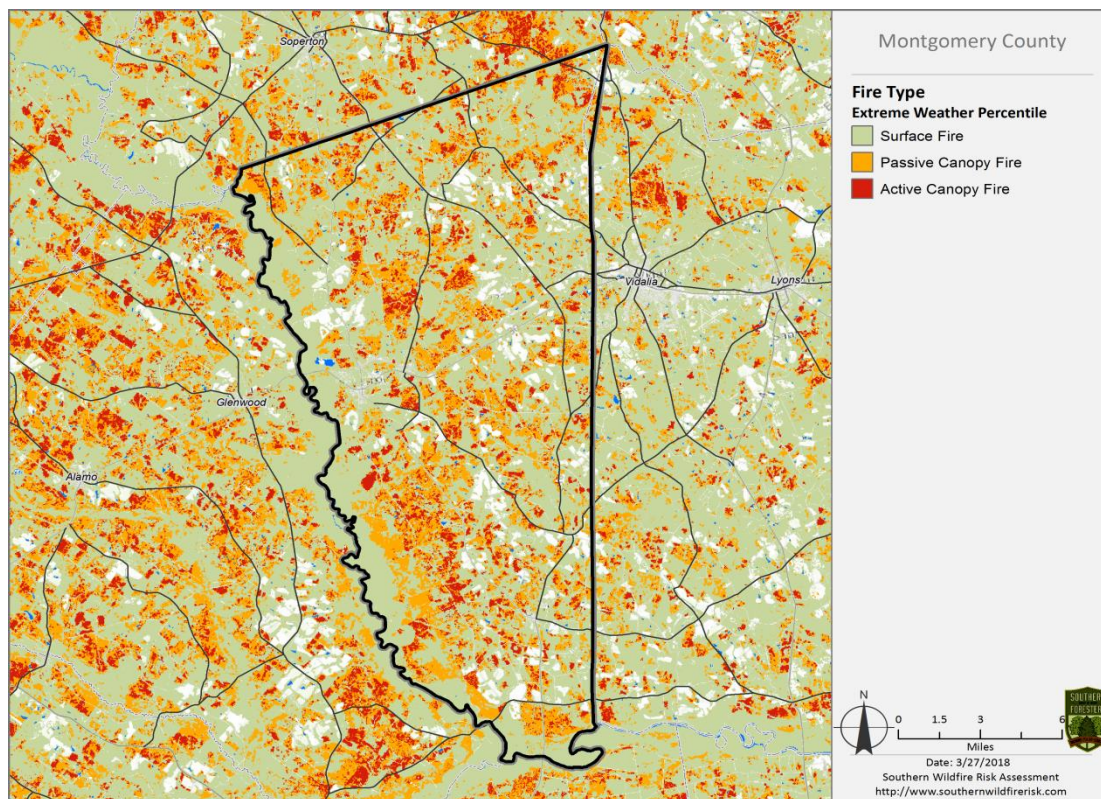 Soperton
Vidalia
Lyons
Glenwood
Alamo
Montgomery County
Fire Type
Extreme Weather Percentile
Surface Fire
Passive Canopy Fire
Active Canopy Fire
N
0 1.5 3 6
Miles
SOUTHERN
Date: 3/27/2018
Southern Wildfire Risk Assessment
http://www.southernwildfirerisk.com